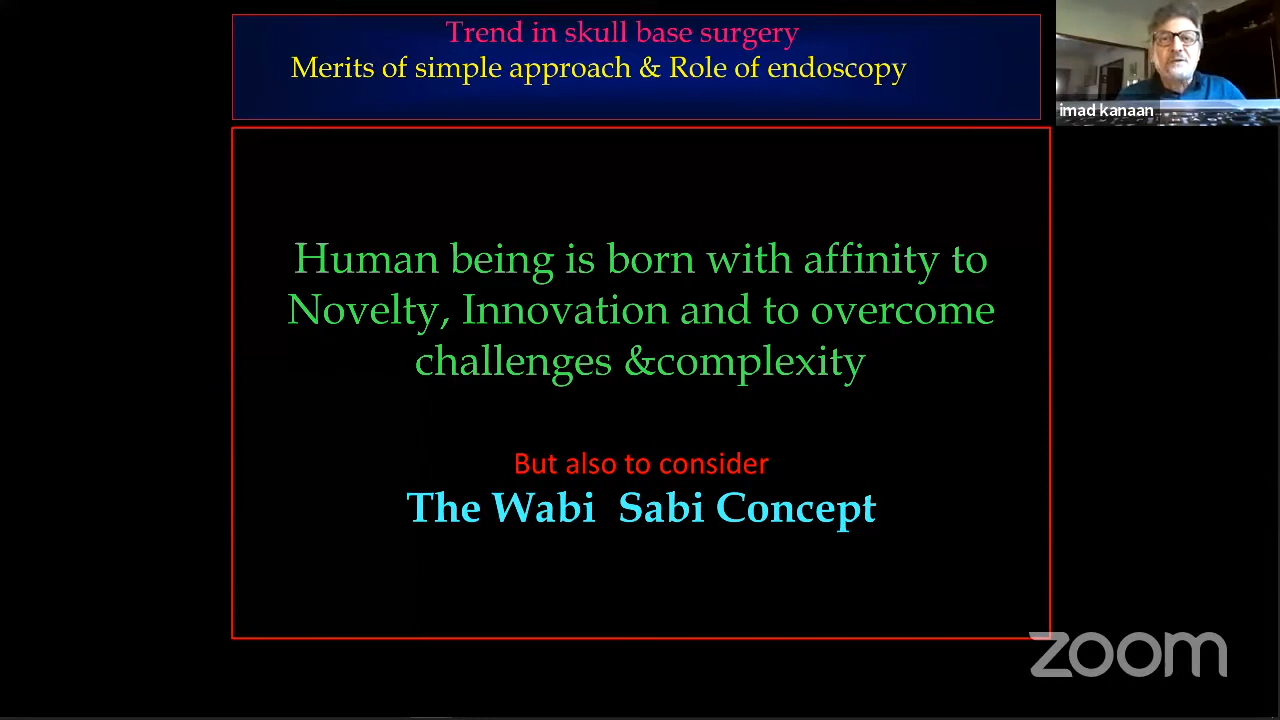 Trend in skull base surgery
Merits of simple approach & Role of endoscopy
imad kanaan
Human being is born with affinity to
Novelty, Innovation and to overcome
challenges &complexity
But also to consider
The Wabi  Sabi Concept
zoom